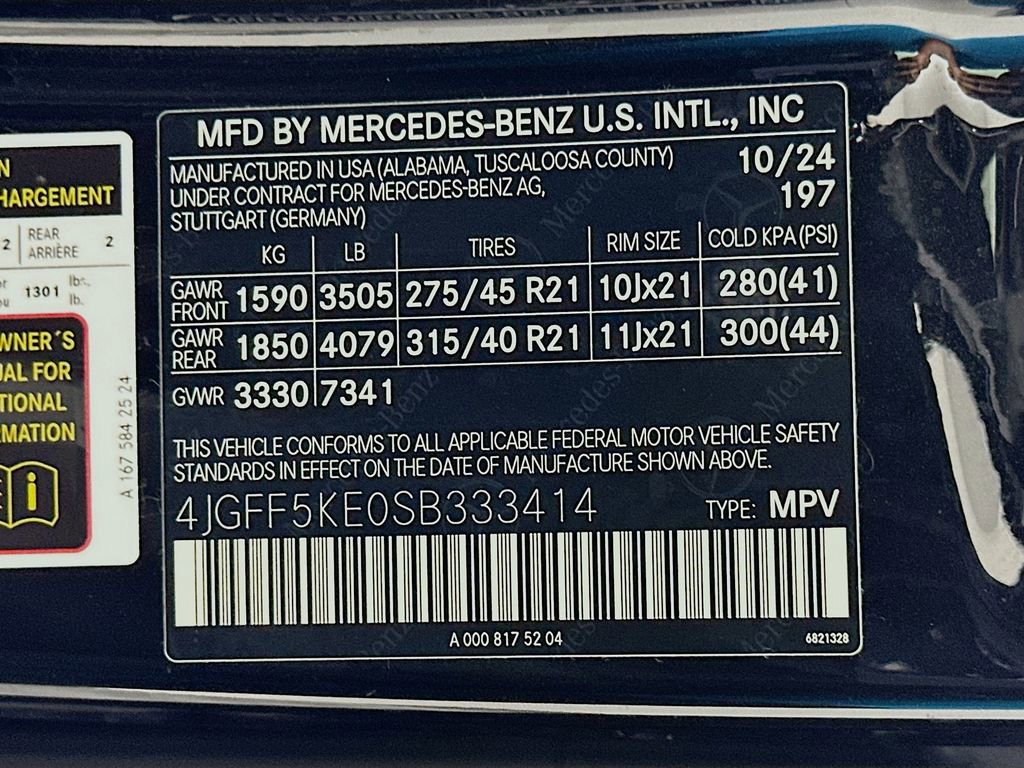 MFD BY MERCEDES-BENZ U.S. INTL., INC
MANUFACTURED IN USA (ALABAMA, TUSCALOOSA COUNTY) 10/24
UNDER CONTRACT FOR MERCEDES-BENZ AG, 197
STUTTGART (GERMANY)
KG LB TIRES RIM SIZE COLD KPA (PSI)
GAWR FRONT 1590 3505 275/45 R21 10Jx21 280(41)
GAWR REAR 1850 4079 315/40 R21 11Jx21 300(44)
GVWR 3330 7341
THIS VEHICLE CONFORMS TO ALL APPLICABLE FEDERAL MOTOR VEHICLE SAFETY
STANDARDS IN EFFECT ON THE DATE OF MANUFACTURE SHOWN ABOVE.
4JGFF5KE0SB333414 TYPE: MPV
A 000 817 52 04 6821328
N
HARGEMENT
2 REAR ARRIÈRE 2
1301 lbs. lb.
WNER´S
UAL FOR
TIONAL
RMATION
i
A 167 584 25 24